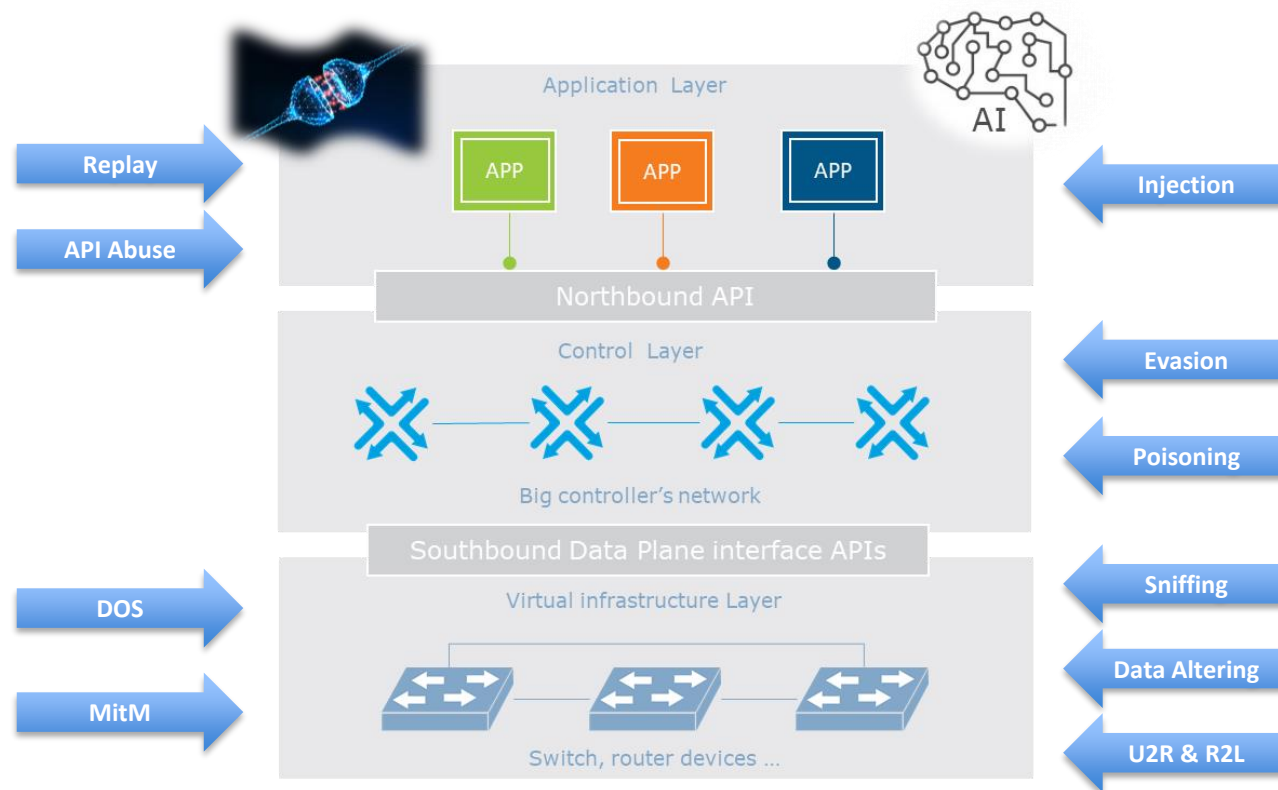 Application Layer
AI
Replay
APP
APP
APP
Injection
API Abuse
Northbound API
Control Layer
Evasion
Poisoning
Big controller’s network
Southbound Data Plane interface APIs
Sniffing
DOS
Virtual infrastructure Layer
Data Altering
MitM
Switch, router devices ...
U2R & R2L